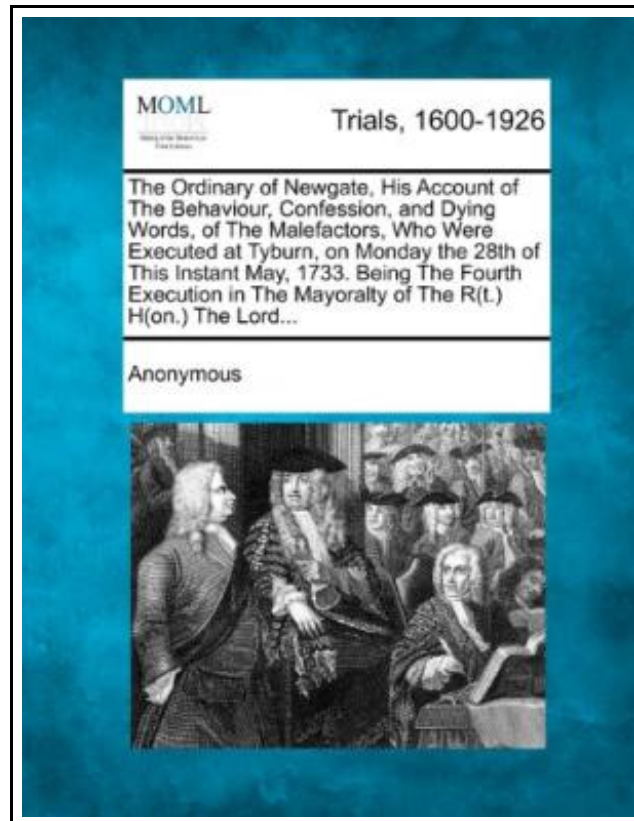 MOML
Trials, 1600-1926
The Ordinary of Newgate, His Account of
The Behaviour, Confession, and Dying
Words, of The Malefactors, Who Were
Executed at Tyburn, on Monday the 28th of
This Instant May, 1733. Being The Fourth
Execution in The Mayoralty of The R(t.)
H(on.) The Lord...
Anonymous